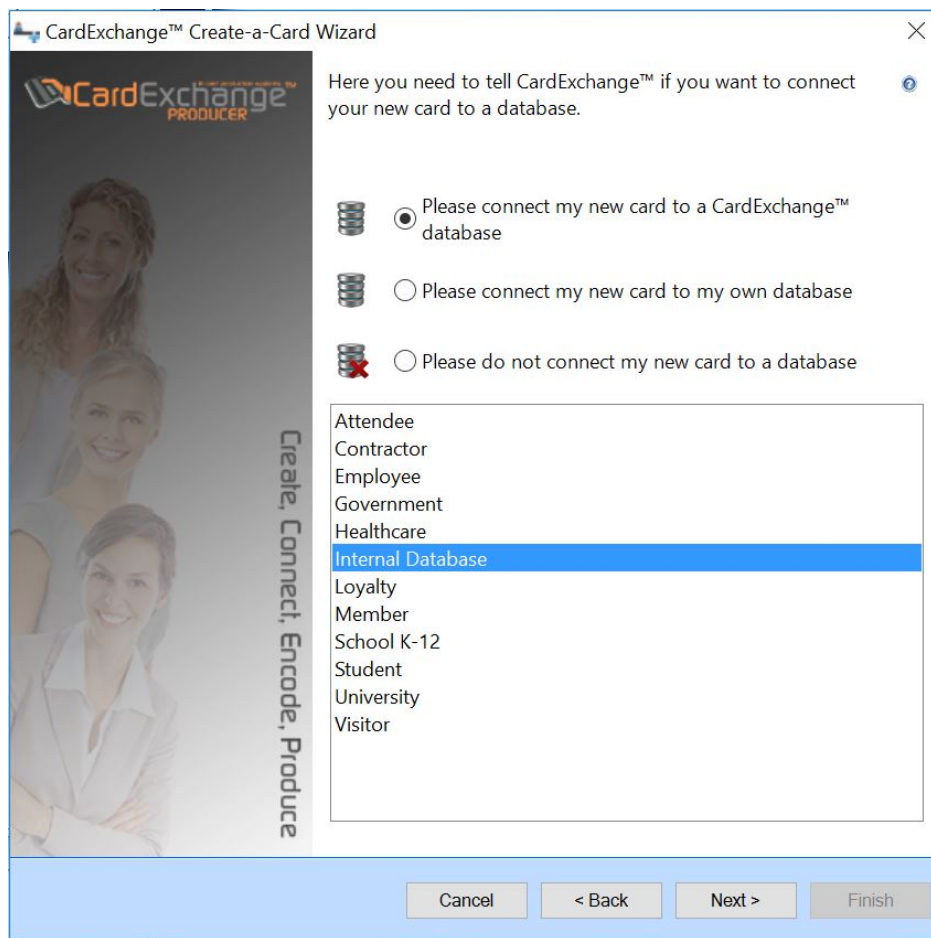 CardExchange™ Create-a-Card Wizard
CardExchange™
PRODUCER
Here you need to tell CardExchange™ if you want to connect
your new card to a database.
Please connect my new card to a CardExchange™
database
Please connect my new card to my own database
Please do not connect my new card to a database
Attendee
Contractor
Employee
Government
Healthcare
Internal Database
Loyalty
Member
School K-12
Student
University
Visitor
Create, Connect, Encode, Produce
Cancel
< Back
Next >
Finish